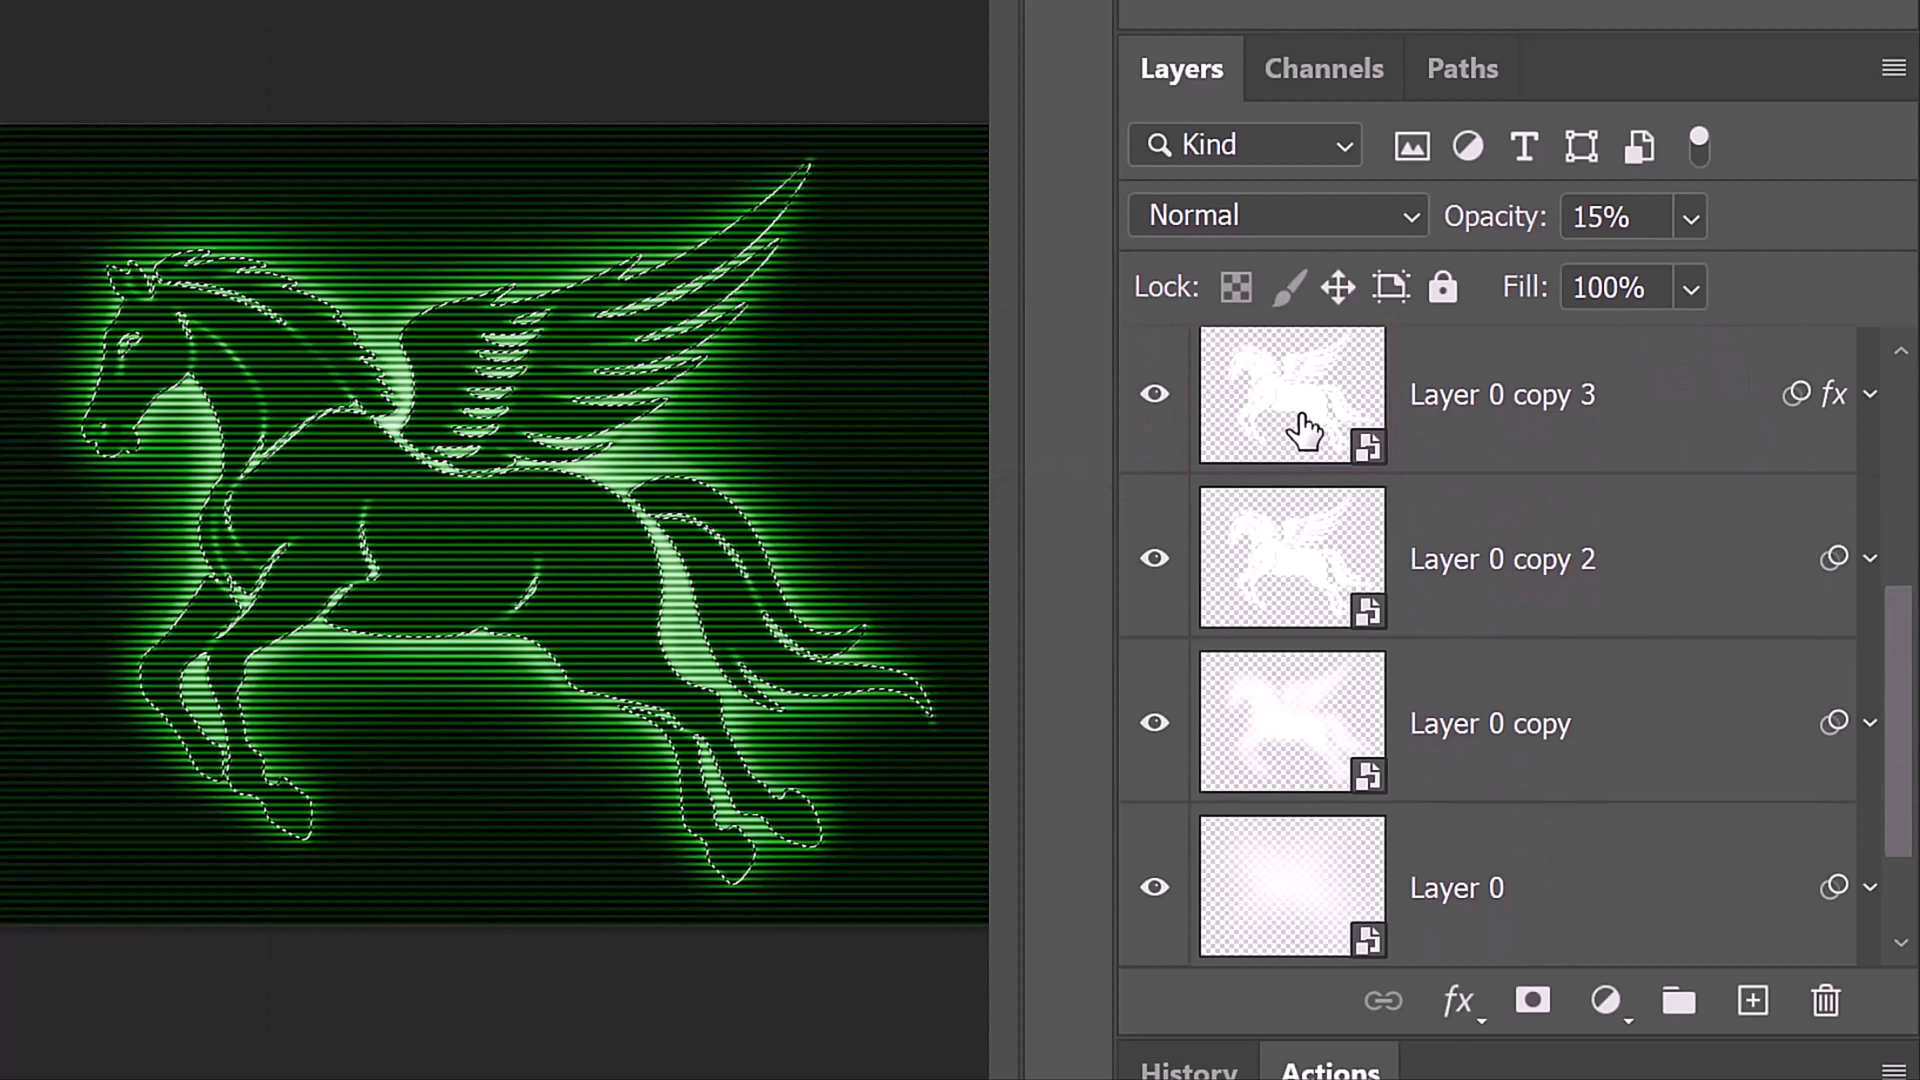 Layers Channels Paths
Kind
Normal Opacity: 15%
Lock: Fill: 100%
Layer 0 copy 3 fx
Layer 0 copy 2
Layer 0 copy
Layer 0
fx
History Actions